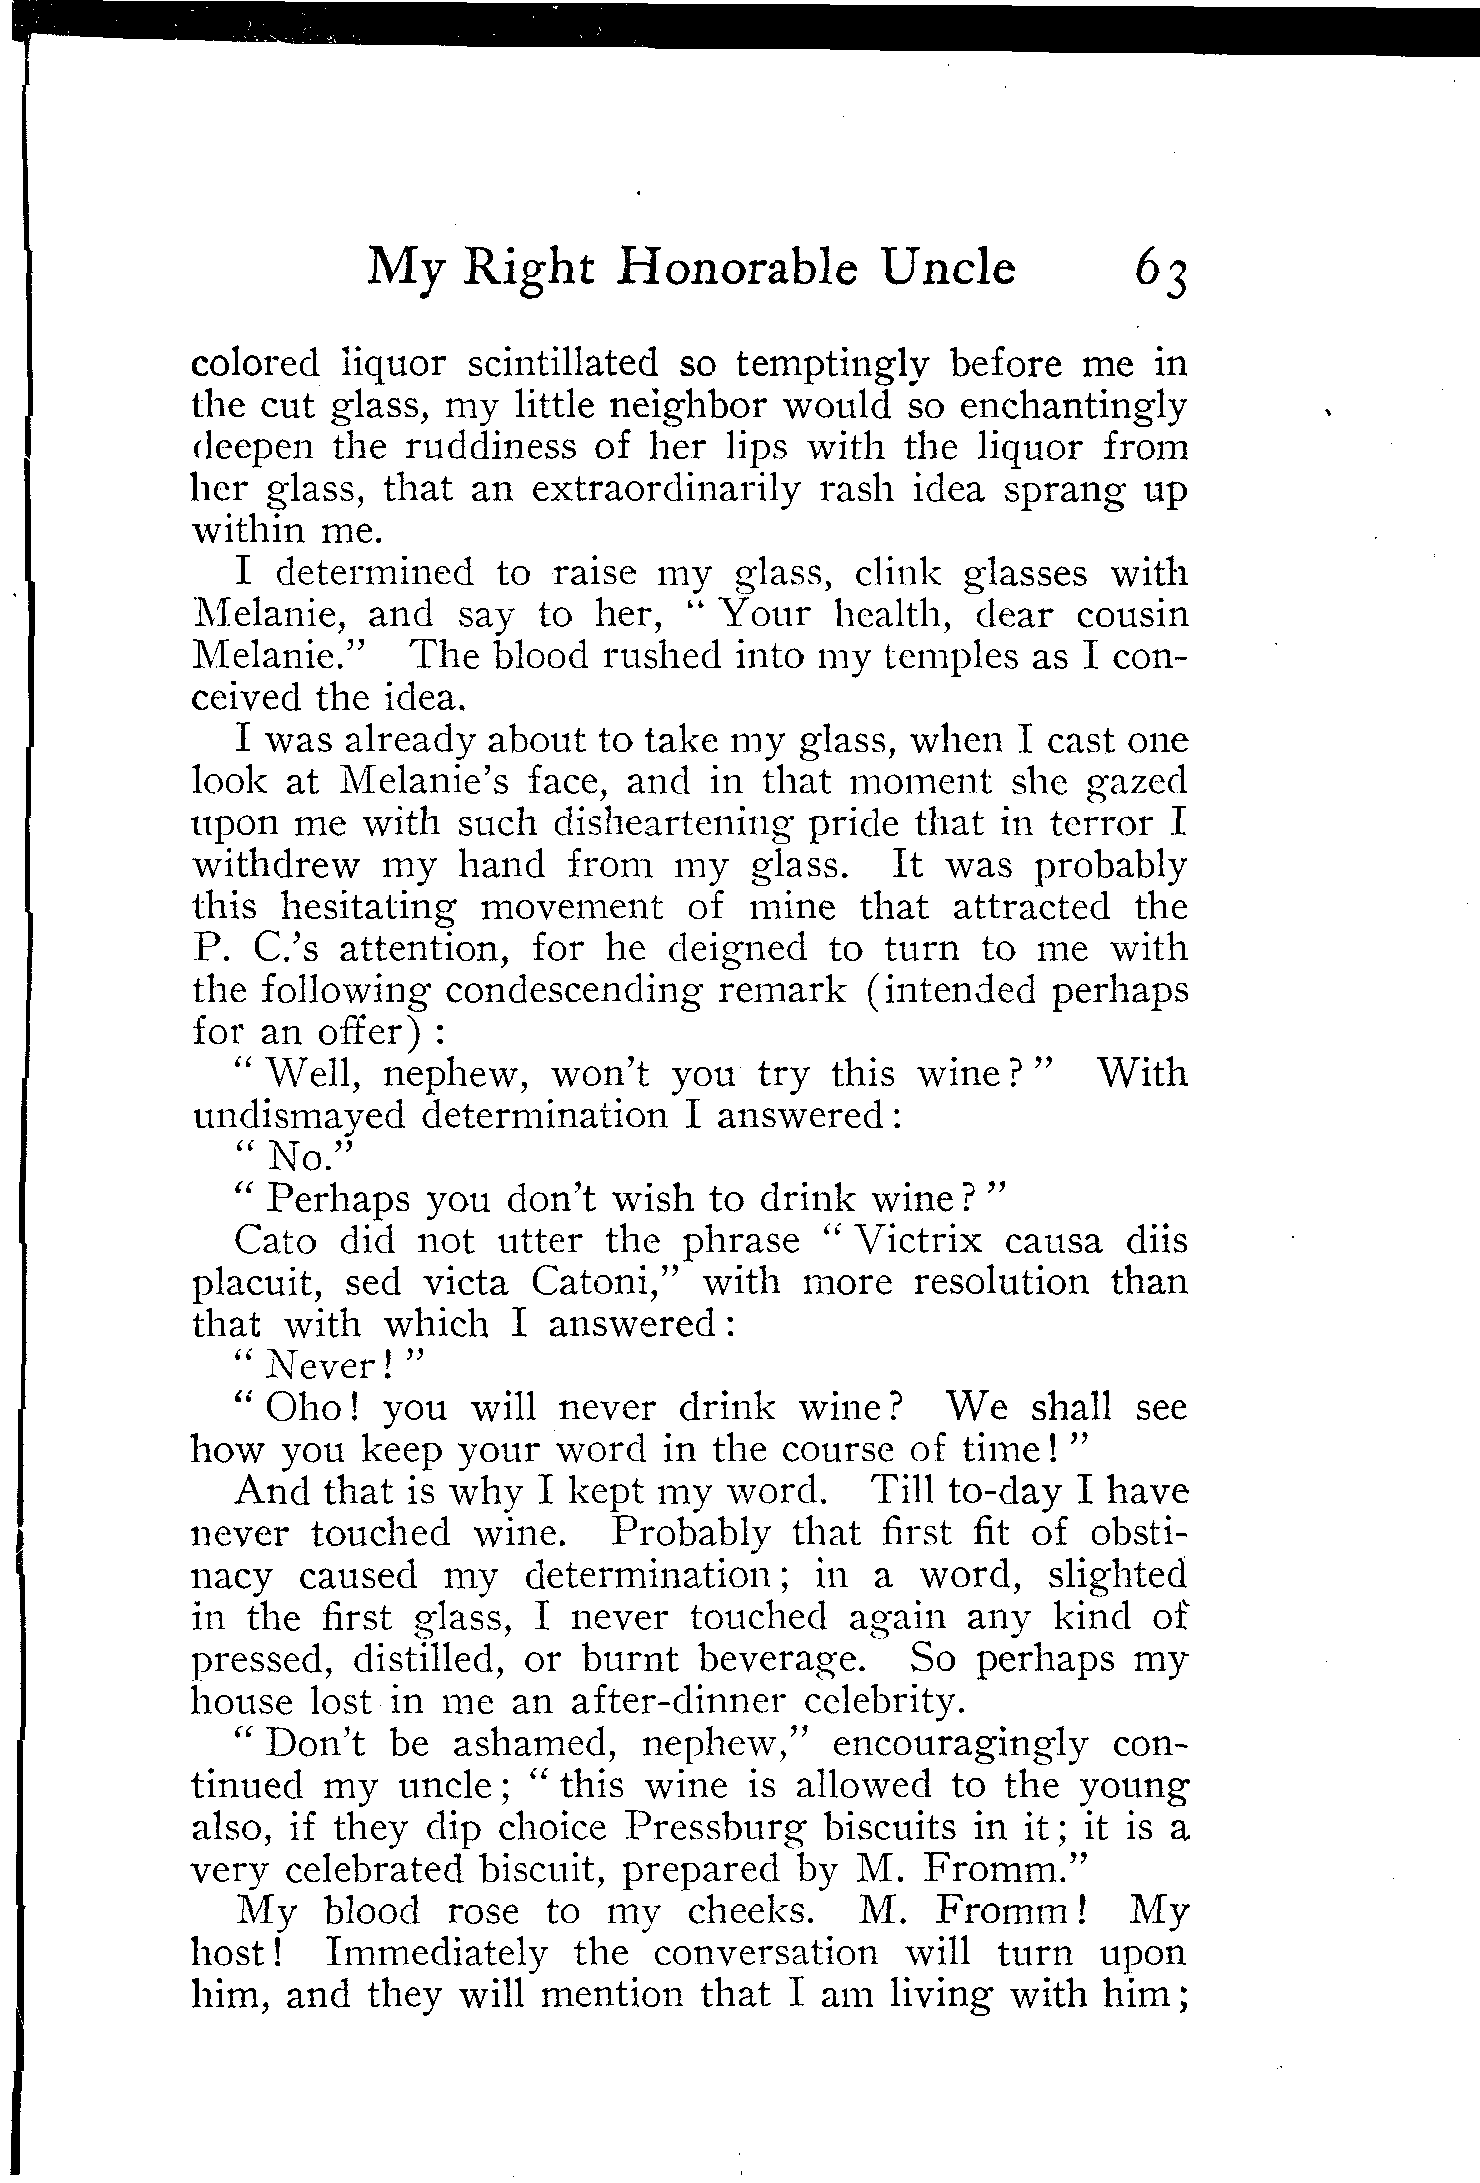 My Right Honorable Uncle 63
colored liquor scintillated so temptingly before me in
the cut glass, my little neighbor would so enchantingly
deepen the ruddiness of her lips with the liquor from
her glass, that an extraordinarily rash idea sprang up
within me.
I determined to raise my glass, clink glasses with
Melanie, and say to her, “ Your health, dear cousin
Melanie.” The blood rushed into my temples as I con-
ceived the idea.
I was already about to take my glass, when I cast one
look at Melanie's face, and in that moment she gazed
upon me with such disheartening pride that in terror I
withdrew my hand from my glass. It was probably
this hesitating movement of mine that attracted the
P. C.'s attention, for he deigned to turn to me with
the following condescending remark (intended perhaps
for an offer) :
“ Well, nephew, won't you try this wine? ” With
undismayed determination I answered :
“ No.”
“ Perhaps you don't wish to drink wine? ”
Cato did not utter the phrase “ Victrix causa diis
placuit, sed victa Catoni,” with more resolution than
that with which I answered :
“ Never! ”
“ Oho! you will never drink wine? We shall see
how you keep your word in the course of time! ”
And that is why I kept my word. Till to-day I have
never touched wine. Probably that first fit of obsti-
nacy caused my determination; in a word, slighted
in the first glass, I never touched again any kind of
pressed, distilled, or burnt beverage. So perhaps my
house lost in me an after-dinner celebrity.
“ Don't be ashamed, nephew,” encouragingly con-
tinued my uncle; “ this wine is allowed to the young
also, if they dip choice Pressburg biscuits in it; it is a
very celebrated biscuit, prepared by M. Fromm.”
My blood rose to my cheeks. M. Fromm! My
host! Immediately the conversation will turn upon
him, and they will mention that I am living with him;